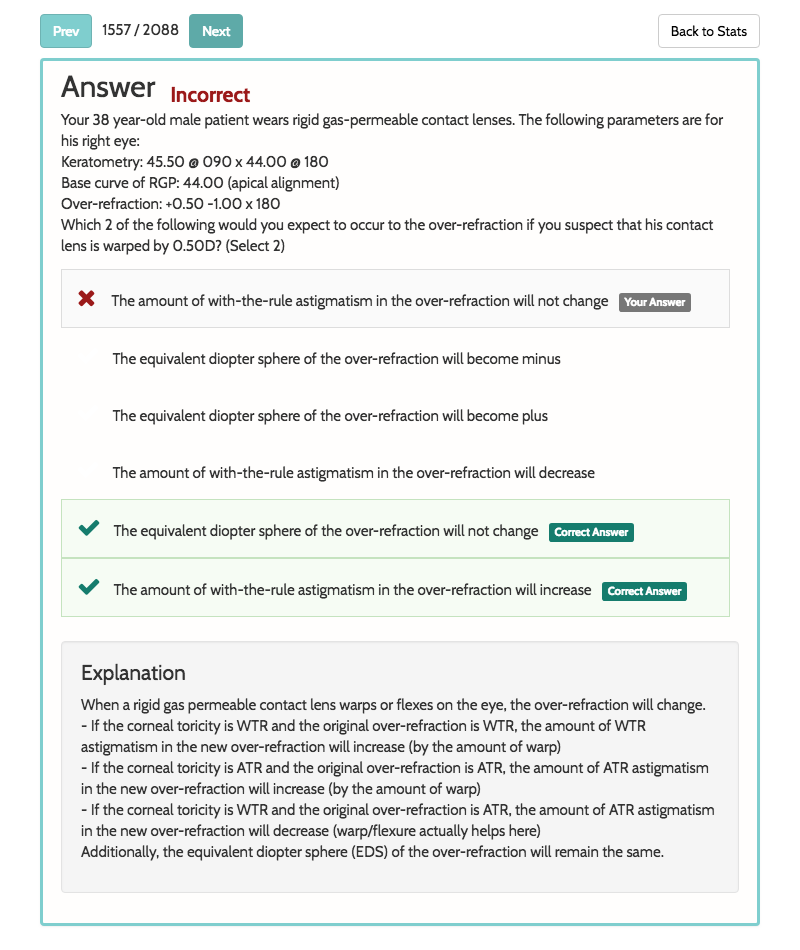 Prev 1557 / 2088 Next Back to Stats
Answer Incorrect
Your 38 year-old male patient wears rigid gas-permeable contact lenses. The following parameters are for
his right eye:
Keratometry: 45.50 @ 090 x 44.00 @ 180
Base curve of RGP: 44.00 (apical alignment)
Over-refraction: +0.50 -1.00 x 180
Which 2 of the following would you expect to occur to the over-refraction if you suspect that his contact
lens is warped by 0.50D? (Select 2)
The amount of with-the-rule astigmatism in the over-refraction will not change Your Answer
The equivalent diopter sphere of the over-refraction will become minus
The equivalent diopter sphere of the over-refraction will become plus
The amount of with-the-rule astigmatism in the over-refraction will decrease
The equivalent diopter sphere of the over-refraction will not change Correct Answer
The amount of with-the-rule astigmatism in the over-refraction will increase Correct Answer
Explanation
When a rigid gas permeable contact lens warps or flexes on the eye, the over-refraction will change.
- If the corneal toricity is WTR and the original over-refraction is WTR, the amount of WTR
astigmatism in the new over-refraction will increase (by the amount of warp)
- If the corneal toricity is ATR and the original over-refraction is ATR, the amount of ATR astigmatism
in the new over-refraction will increase (by the amount of warp)
- If the corneal toricity is WTR and the original over-refraction is ATR, the amount of ATR astigmatism
in the new over-refraction will decrease (warp/flexure actually helps here)
Additionally, the equivalent diopter sphere (EDS) of the over-refraction will remain the same.